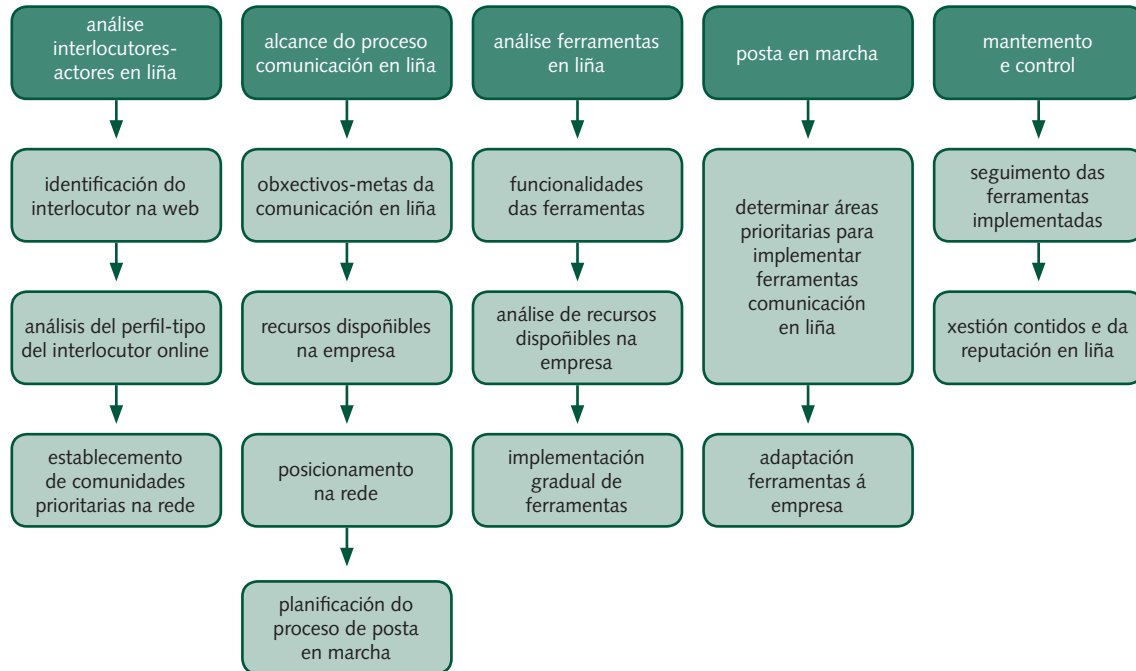 análise
interlocutores-
actores en liña
identificación do
interlocutor na web
análisis del perfil-tipo
del interlocutor online
establecemento
de comunidades
prioritarias na rede
alcance do proceso
comunicación en liña
obxectivos-metas da
comunicación en liña
recursos dispoñibles
na empresa
posicionamento
na rede
planificación do
proceso de posta
en marcha
análise ferramentas
en liña
funcionalidades
das ferramentas
análise de recursos
dispoñibles na
empresa
implementación
gradual de
ferramentas
posta en marcha
determinar áreas
prioritarias para
implementar
ferramentas
comunicación
en liña
adaptación
ferramentas á
empresa
mantemento
e control
seguimento das
ferramentas
implementadas
xestión contidos e da
reputación en liña